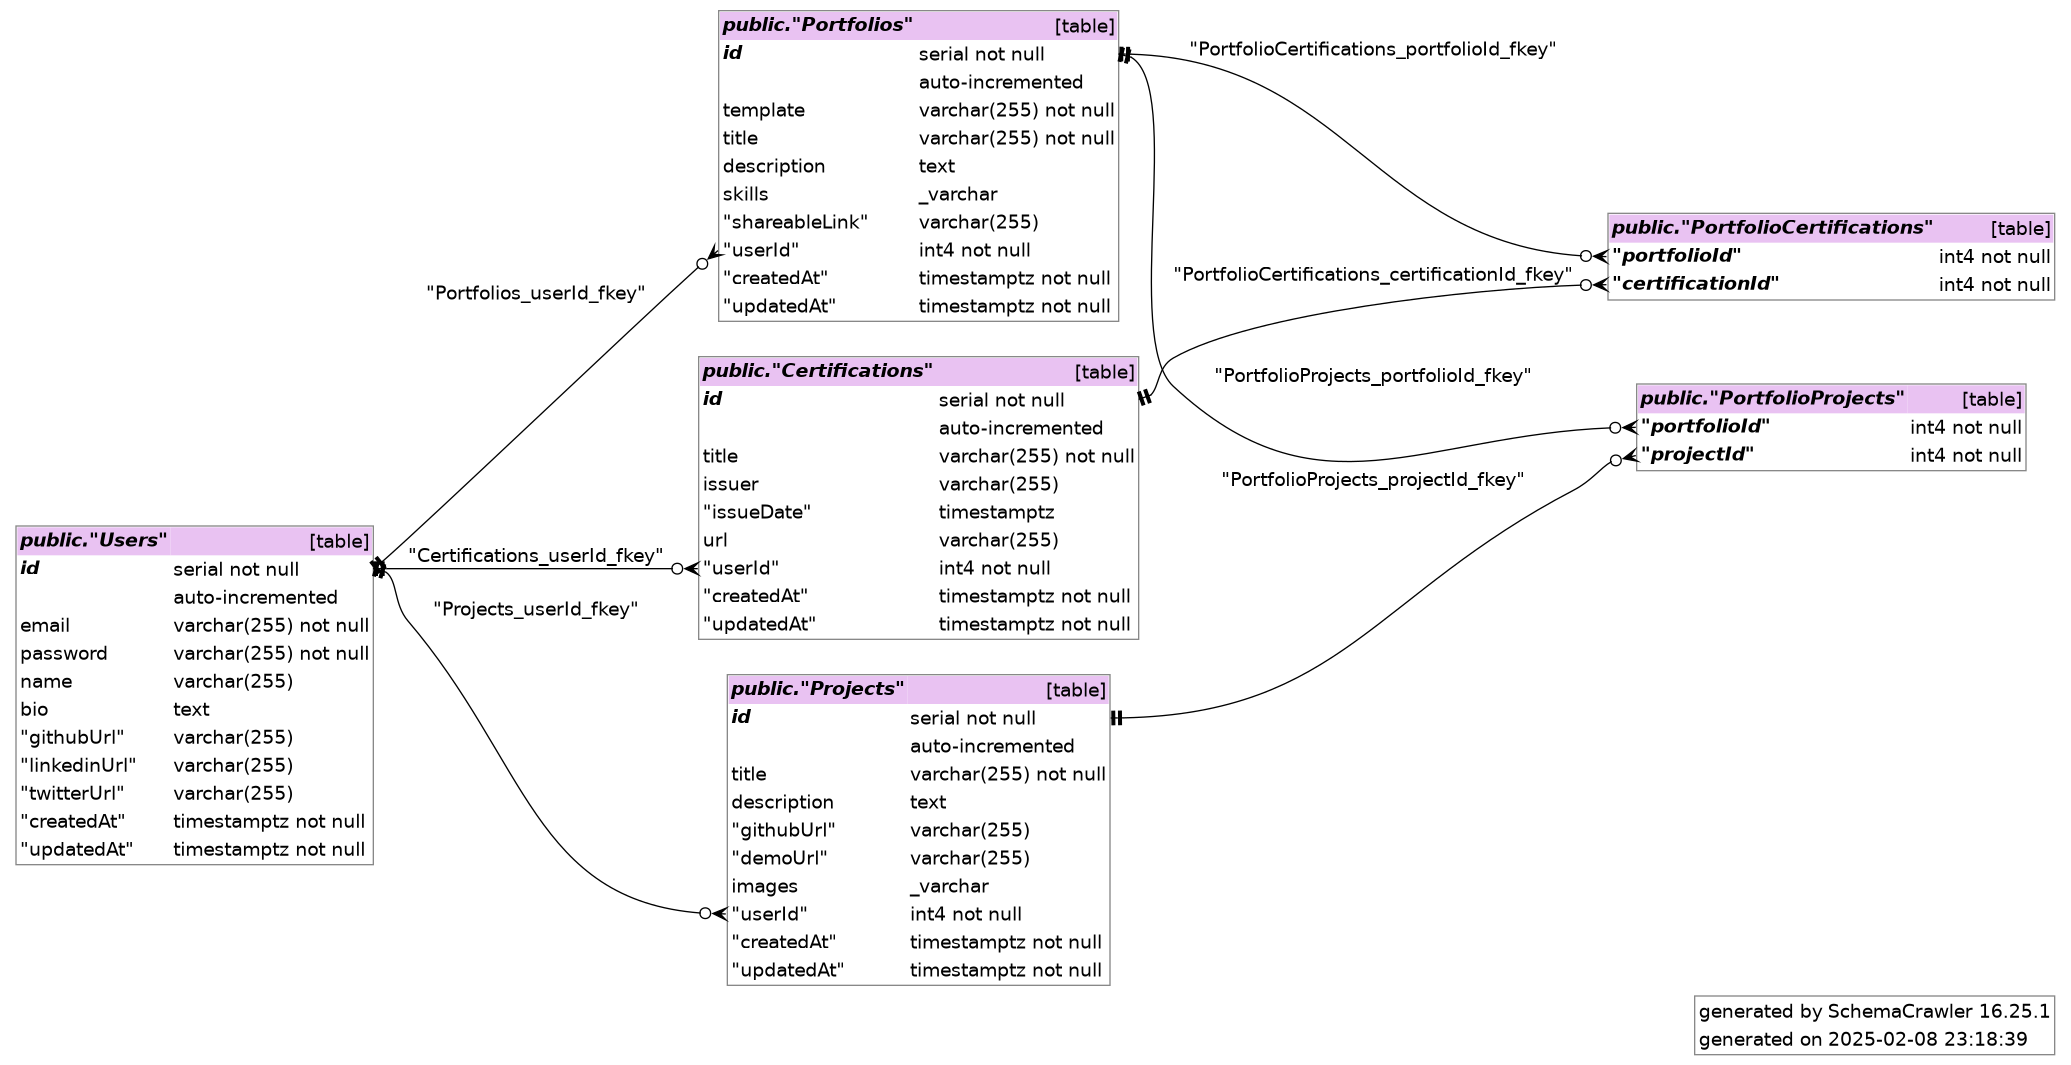 public."Portfolios" [table]
id serial not null
auto-incremented
template varchar(255) not null
title varchar(255) not null
description text
skills _varchar
"shareableLink" varchar(255)
"userId" int4 not null
"createdAt" timestamptz not null
"updatedAt" timestamptz not null
"PortfolioCertifications_portfolioId_fkey"
public."PortfolioCertifications" [table]
"portfolioId" int4 not null
"certificationId" int4 not null
"PortfolioCertifications_certificationId_fkey"
"Portfolios_userId_fkey"
public."Certifications" [table]
id serial not null
auto-incremented
title varchar(255) not null
issuer varchar(255)
"issueDate" timestamptz
url varchar(255)
"userId" int4 not null
"createdAt" timestamptz not null
"updatedAt" timestamptz not null
"PortfolioProjects_portfolioId_fkey"
public."PortfolioProjects" [table]
"portfolioId" int4 not null
"projectId" int4 not null
"PortfolioProjects_projectId_fkey"
public."Users" [table]
id serial not null
auto-incremented
email varchar(255) not null
password varchar(255) not null
name varchar(255)
bio text
"githubUrl" varchar(255)
"linkedinUrl" varchar(255)
"twitterUrl" varchar(255)
"createdAt" timestamptz not null
"updatedAt" timestamptz not null
"Certifications_userId_fkey"
"Projects_userId_fkey"
public."Projects" [table]
id serial not null
auto-incremented
title varchar(255) not null
description text
"githubUrl" varchar(255)
"demoUrl" varchar(255)
images _varchar
"userId" int4 not null
"createdAt" timestamptz not null
"updatedAt" timestamptz not null
generated by SchemaCrawler 16.25.1
generated on 2025-02-08 23:18:39